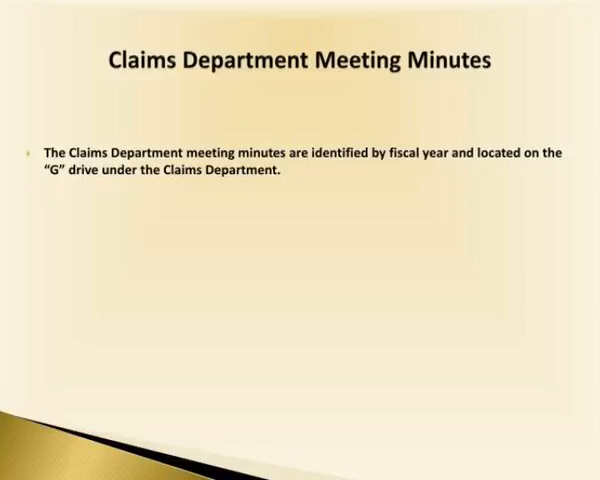 Claims Department Meeting Minutes
The Claims Department meeting minutes are identified by fiscal year and located on the
“G” drive under the Claims Department.